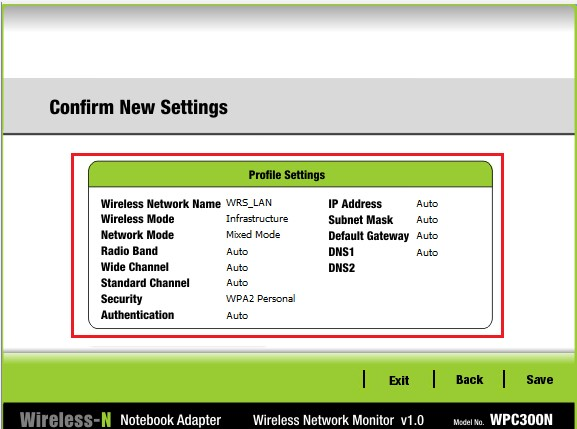 Confirm New Settings
Profile Settings
Wireless Network Name WRS_LAN
Wireless Mode Infrastructure
Network Mode Mixed Mode
Radio Band Auto
Wide Channel Auto
Standard Channel Auto
Security WPA2 Personal
Authentication Auto
IP Address Auto
Subnet Mask Auto
Default Gateway Auto
DNS1 Auto
DNS2
Exit Back Save
Wireless-N Notebook Adapter Wireless Network Monitor v1.0 Model No. WPC300N